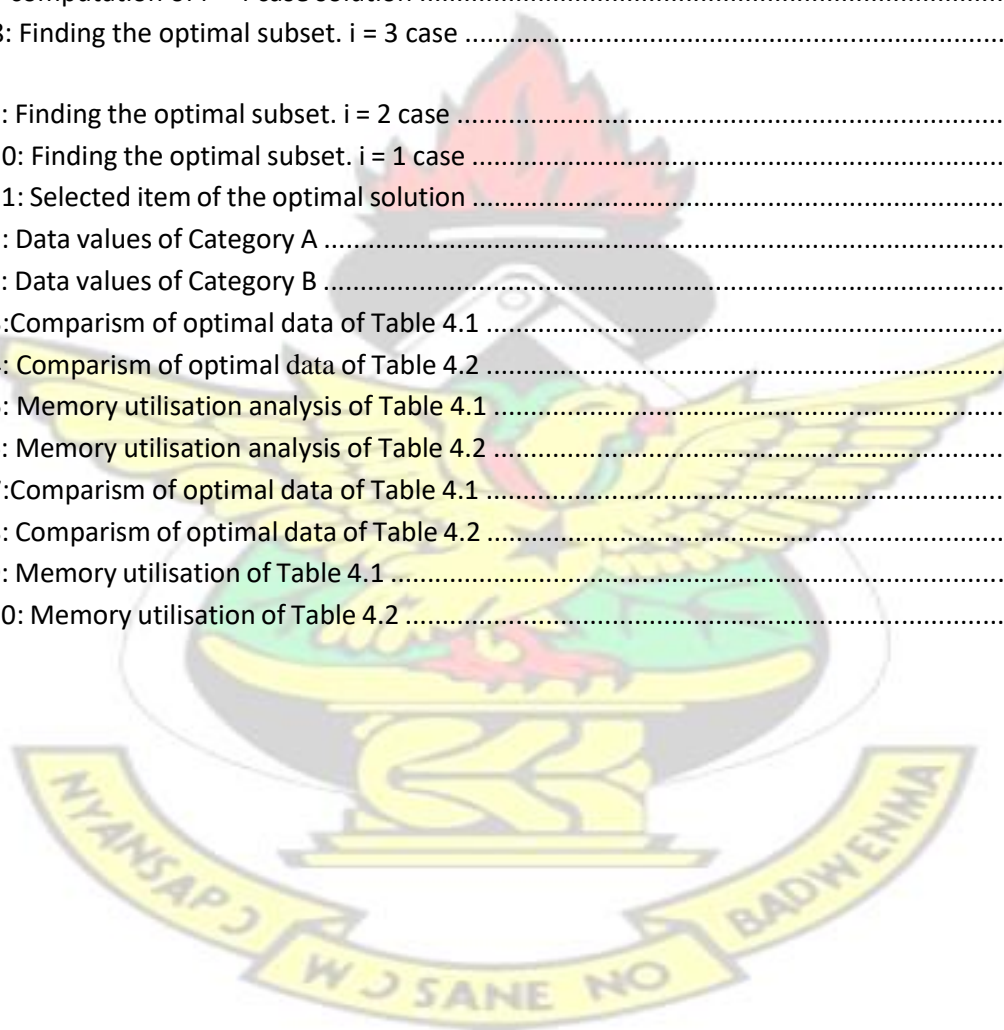 computation of i = 4 case solution ................................................................
8: Finding the optimal subset. i = 3 case ................................................................
: Finding the optimal subset. i = 2 case ................................................................
0: Finding the optimal subset. i = 1 case ................................................................
1: Selected item of the optimal solution ................................................................
: Data values of Category A ................................................................
: Data values of Category B ................................................................
:Comparism of optimal data of Table 4.1 ................................................................
: Comparism of optimal data of Table 4.2 ................................................................
: Memory utilisation analysis of Table 4.1 ................................................................
: Memory utilisation analysis of Table 4.2 ................................................................
:Comparism of optimal data of Table 4.1 ................................................................
: Comparism of optimal data of Table 4.2 ................................................................
: Memory utilisation of Table 4.1 ................................................................
0: Memory utilisation of Table 4.2 ................................................................
NYANSAPƆ WƆSANE NO BADWENMA